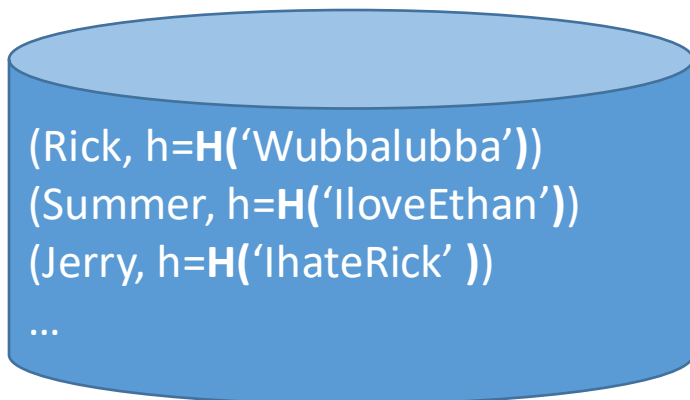 (Rick, h=H(‘Wubbalubba’))
(Summer, h=H(‘IloveEthan’))
(Jerry, h=H(‘IhateRick’ ))
…